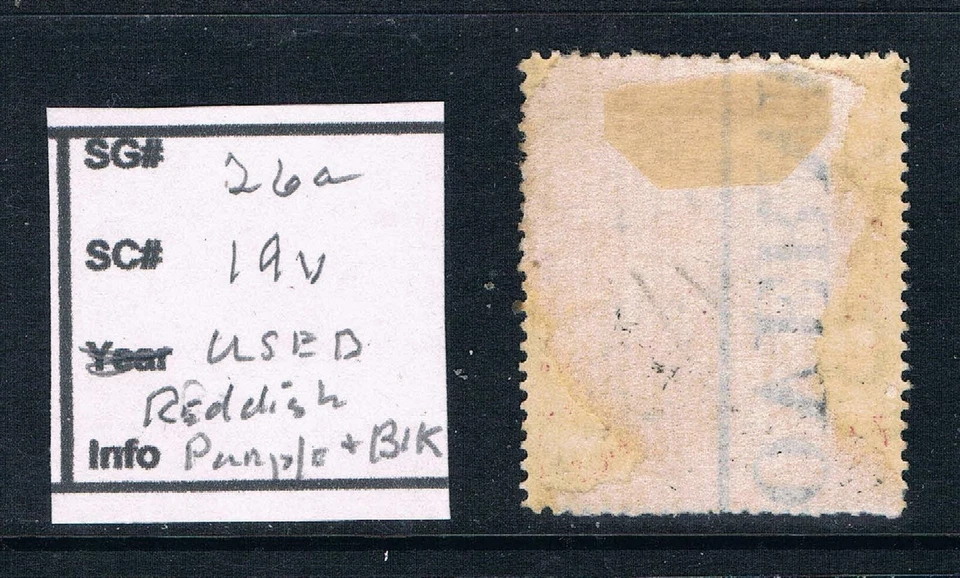 SG# 26a
SC# 19v
Year USED
Reddish
Info Purple + BlK